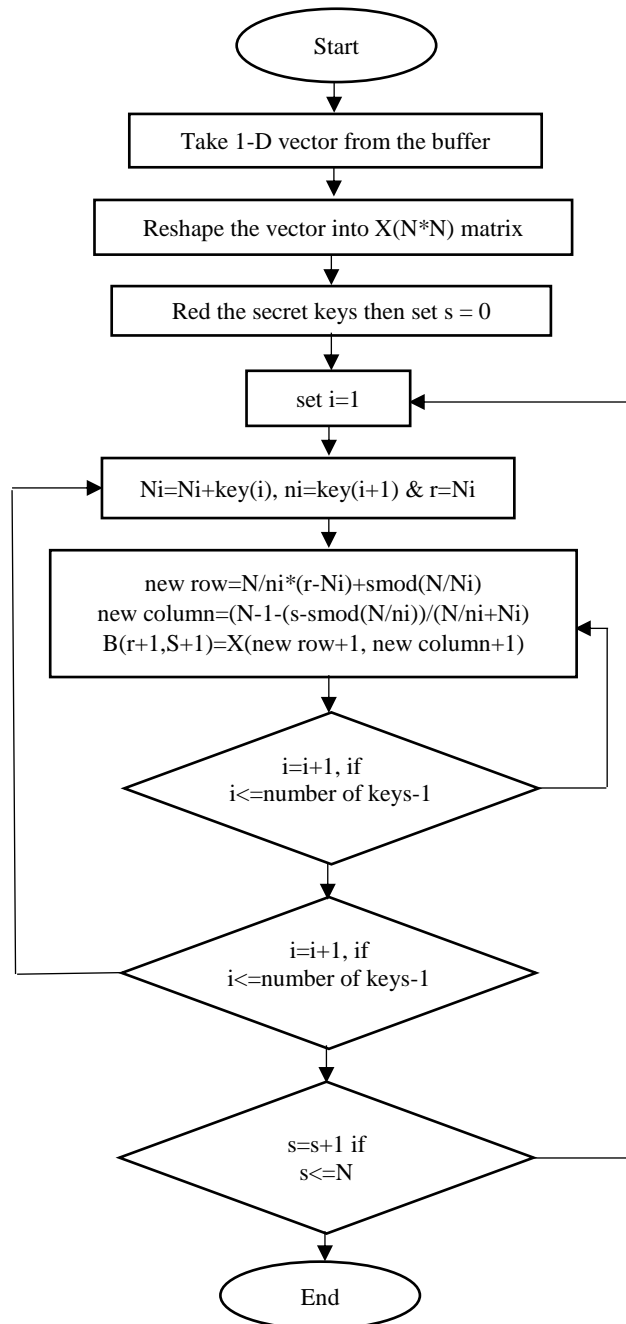 Start
Take 1-D vector from the buffer
Reshape the vector into X(N*N) matrix
Red the secret keys then set s = 0
set i=1
Ni=Ni+key(i), ni=key(i+1) & r=Ni
new row=N/ni*(r-Ni)+smod(N/Ni)
new column=(N-1-(s-smod(N/ni))/(N/ni+Ni)
B(r+1,S+1)=X(new row+1, new column+1)
i=i+1, if
i<=number of keys-1
i=i+1, if
i<=number of keys-1
s=s+1 if
s<=N
End